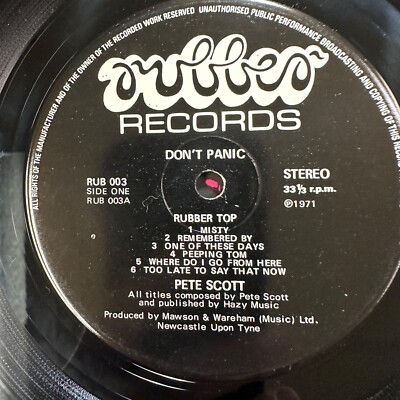 ALL RIGHTS OF THE MANUFACTURER AND OF THE OWNER OF THE RECORDED WORK RESERVED UNAUTHORISED PUBLIC PERFORMANCE BROADCASTING AND COPYING OF THIS
rubber
RECORDS
DON'T PANIC
RUB 003
SIDE ONE
RUB 003A
STEREO
33⅓ r.p.m.
℗1971
RUBBER TOP
1 MISTY
2 REMEMBERED BY
3 ONE OF THESE DAYS
4 PEEPING TOM
5 WHERE DO I GO FROM HERE
6 TOO LATE TO SAY THAT NOW
PETE SCOTT
All titles composed by Pete Scott
and published by Hazy Music
Produced by Mawson & Wareham (Music) Ltd.
Newcastle Upon Tyne